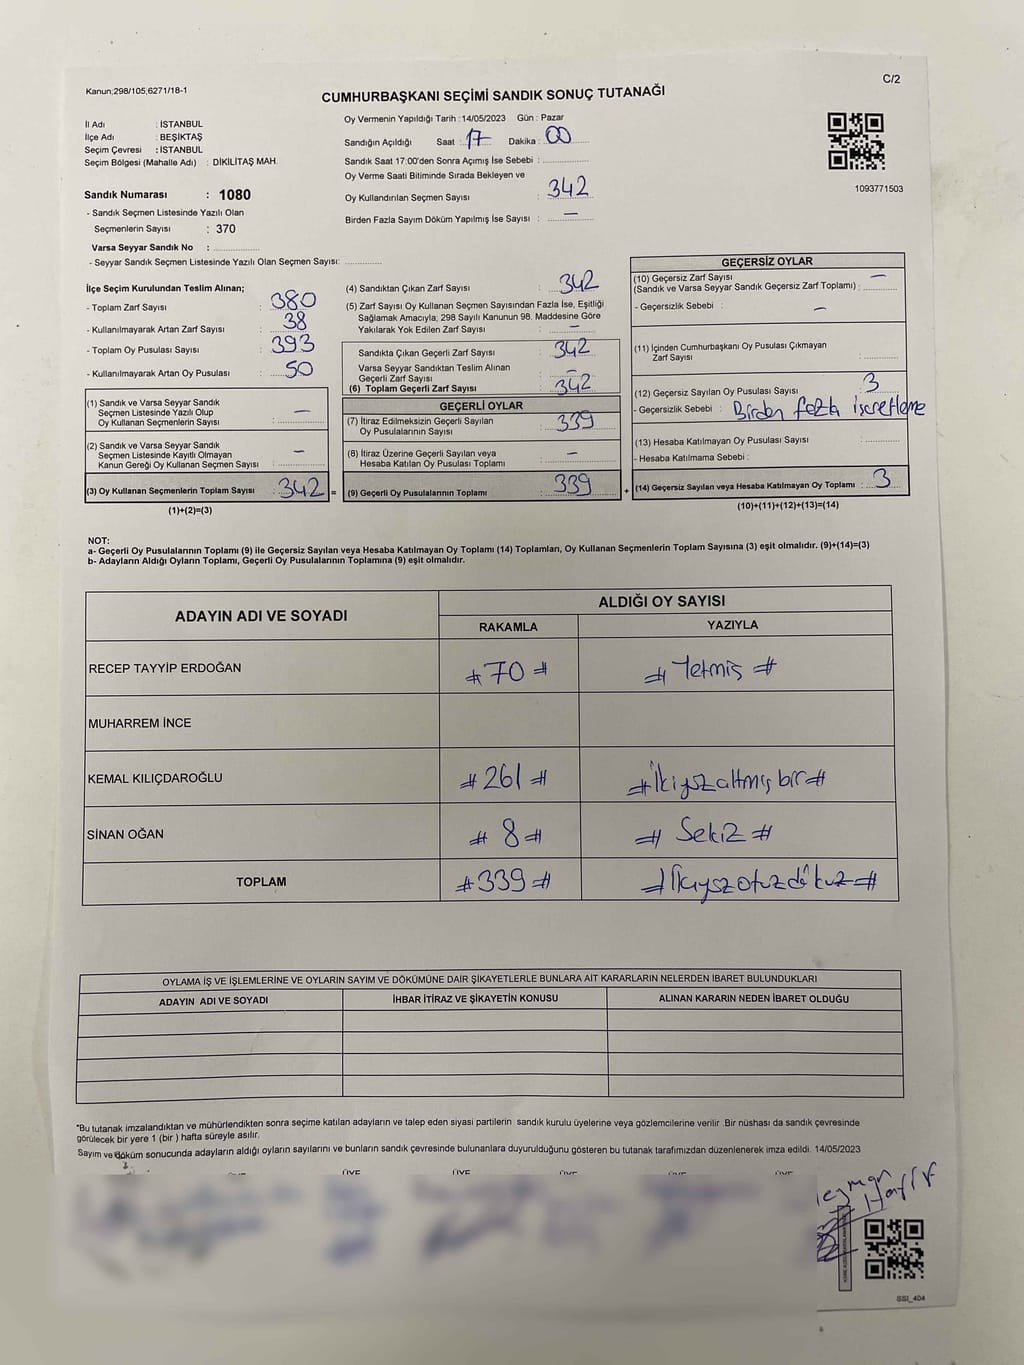 Kanun;298/105,6271/18-1
C/2
CUMHURBAŞKANI SEÇİMİ SANDIK SONUÇ TUTANAĞI
İl Adı : İSTANBUL
İlçe Adı : BEŞİKTAŞ
Seçim Çevresi : İSTANBUL
Seçim Bölgesi (Mahalle Adı) : DİKİLİTAŞ MAH.
Sandık Numarası : 1080
- Sandık Seçmen Listesinde Yazılı Olan
Seçmenlerin Sayısı : 370
Varsa Seyyar Sandık No :
- Seyyar Sandık Seçmen Listesinde Yazılı Olan Seçmen Sayısı:
Oy Vermenin Yapıldığı Tarih : 14/05/2023 Gün : Pazar
Sandığın Açıldığı Saat : 17 Dakika : 00
Sandık Saat 17:00'den Sonra Açımış İse Sebebi :
Oy Verme Saati Bitiminde Sırada Bekleyen ve
Oy Kullandırılan Seçmen Sayısı : 342
Birden Fazla Sayım Döküm Yapılmış İse Sayısı : —
1093771503
İlçe Seçim Kurulundan Teslim Alınan;
- Toplam Zarf Sayısı : 380
- Kullanılmayarak Artan Zarf Sayısı : 38
- Toplam Oy Pusulası Sayısı : 393
- Kullanılmayarak Artan Oy Pusulası : 50
(1) Sandık ve Varsa Seyyar Sandık
Seçmen Listesinde Yazılı Olup
Oy Kullanan Seçmenlerin Sayısı : —
(2) Sandık ve Varsa Seyyar Sandık
Seçmen Listesinde Kayıtlı Olmayan
Kanun Gereği Oy Kullanan Seçmen Sayısı : —
(3) Oy Kullanan Seçmenlerin Toplam Sayısı : 342 =
(1)+(2)=(3)
(4) Sandıktan Çıkan Zarf Sayısı : 342
(5) Zarf Sayısı Oy Kullanan Seçmen Sayısından Fazla İse, Eşitliği
Sağlamak Amacıyla; 298 Sayılı Kanunun 98. Maddesine Göre
Yakılarak Yok Edilen Zarf Sayısı : —
Sandıkta Çıkan Geçerli Zarf Sayısı : 342
Varsa Seyyar Sandıktan Teslim Alınan
Geçerli Zarf Sayısı : —
(6) Toplam Geçerli Zarf Sayısı : 342
GEÇERLİ OYLAR
(7) İtiraz Edilmeksizin Geçerli Sayılan
Oy Pusulalarının Sayısı : 339
(8) İtiraz Üzerine Geçerli Sayılan veya
Hesaba Katılan Oy Pusulası Toplamı : —
(9) Geçerli Oy Pusulalarının Toplamı : 339 +
GEÇERSİZ OYLAR
(10) Geçersiz Zarf Sayısı
(Sandık ve Varsa Seyyar Sandık Geçersiz Zarf Toplamı) : —
- Geçersizlik Sebebi : —
(11) İçinden Cumhurbaşkanı Oy Pusulası Çıkmayan
Zarf Sayısı :
(12) Geçersiz Sayılan Oy Pusulası Sayısı : 3
- Geçersizlik Sebebi : Birden fazla işaretleme
(13) Hesaba Katılmayan Oy Pusulası Sayısı :
- Hesaba Katılmama Sebebi :
(14) Geçersiz Sayılan veya Hesaba Katılmayan Oy Toplamı : 3
(10)+(11)+(12)+(13)=(14)
NOT:
a- Geçerli Oy Pusulalarının Toplamı (9) ile Geçersiz Sayılan veya Hesaba Katılmayan Oy Toplamı (14) Toplamları, Oy Kullanan Seçmenlerin Toplam Sayısına (3) eşit olmalıdır. (9)+(14)=(3)
b- Adayların Aldığı Oyların Toplamı, Geçerli Oy Pusulalarının Toplamına (9) eşit olmalıdır.
ADAYIN ADI VE SOYADI
ALDIĞI OY SAYISI
RAKAMLA YAZIYLA
RECEP TAYYİP ERDOĞAN #70# #Yetmiş#
MUHARREM İNCE
KEMAL KILIÇDAROĞLU #261# #İkiyszaltmışbir#
SİNAN OĞAN #8# #Sekiz#
TOPLAM #339#
OYLAMA İŞ VE İŞLEMLERİNE VE OYLARIN SAYIM VE DÖKÜMÜNE DAİR ŞİKAYETLERLE BUNLARA AİT KARARLARIN NELERDEN İBARET BULUNDUKLARI
ADAYIN ADI VE SOYADI İHBAR İTİRAZ VE ŞİKAYETİN KONUSU ALINAN KARARIN NEDEN İBARET OLDUĞU
"Bu tutanak imzalandıktan ve mühürlendikten sonra seçime katılan adayların ve talep eden siyasi partilerin sandık kurulu üyelerine veya gözlemcilerine verilir .Bir nüshası da sandık çevresinde
görülecek bir yere 1 (bir ) hafta süreyle asılır.
Sayım ve döküm sonucunda adayların aldığı oyların sayılarını ve bunların sandık çevresinde bulunanlara duyurulduğunu gösteren bu tutanak tarafımızdan düzenlenerek imza edildi. 14/05/2023
ÜYE ÜYE ÜYE ÜYE ÜYE
SSI_404